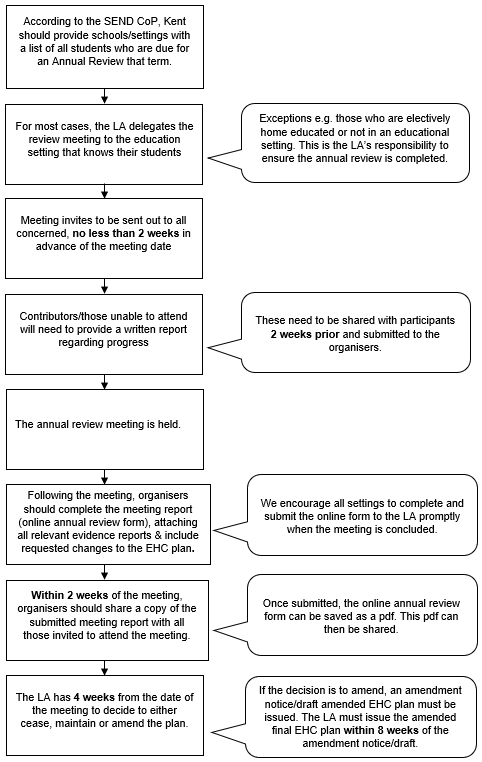 According to the SEND CoP, Kent
should provide schools/settings with
a list of all students who are due for
an Annual Review that term.
For most cases, the LA delegates the
review meeting to the education
setting that knows their students
Exceptions e.g. those who are electively
home educated or not in an educational
setting. This is the LA's responsibility to
ensure the annual review is completed.
Meeting invites to be sent out to all
concerned, no less than 2 weeks in
advance of the meeting date
Contributors/those unable to attend
will need to provide a written report
regarding progress
These need to be shared with participants
2 weeks prior and submitted to the
organisers.
The annual review meeting is held.
Following the meeting, organisers
should complete the meeting report
(online annual review form), attaching
all relevant evidence reports & include
requested changes to the EHC plan.
We encourage all settings to complete and
submit the online form to the LA promptly
when the meeting is concluded.
Within 2 weeks of the meeting,
organisers should share a copy of the
submitted meeting report with all
those invited to attend the meeting.
Once submitted, the online annual review
form can be saved as a pdf. This pdf can
then be shared.
The LA has 4 weeks from the date of
the meeting to decide to either
cease, maintain or amend the plan.
If the decision is to amend, an amendment
notice/draft amended EHC plan must be
issued. The LA must issue the amended
final EHC plan within 8 weeks of the
amendment notice/draft.